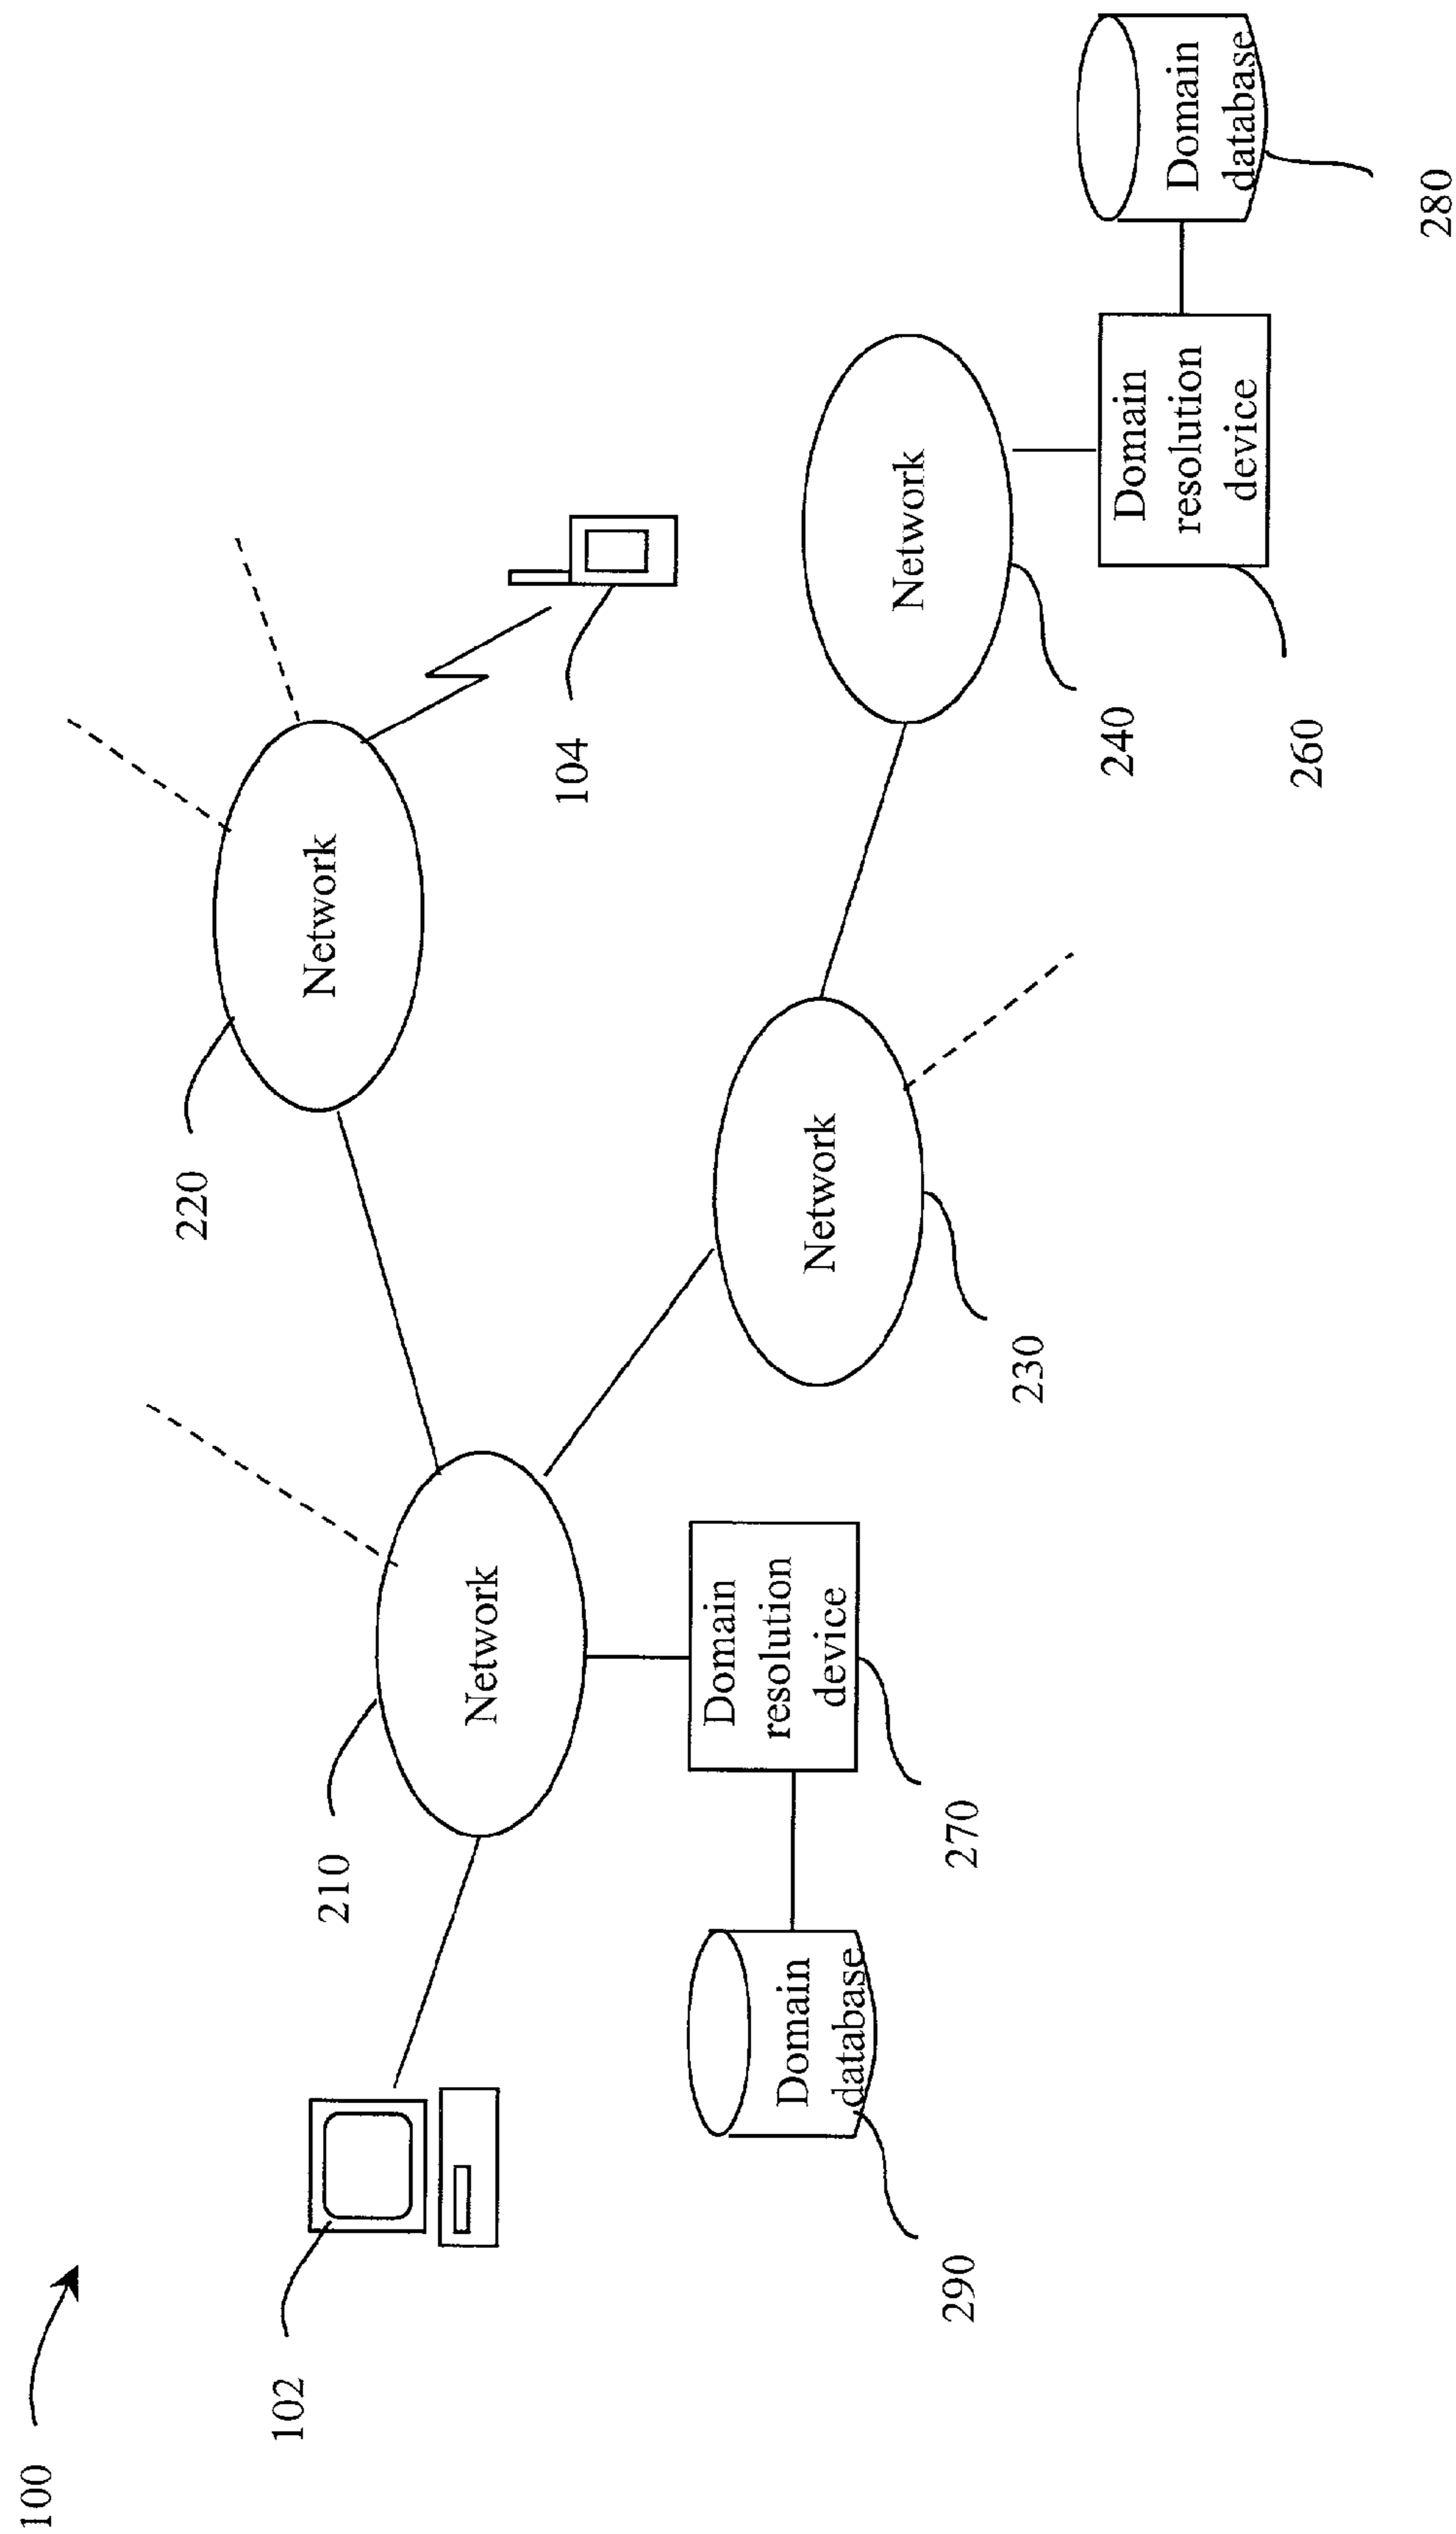 100
102
210
Network
220
Network
104
290
Domain
database
270
Domain
resolution
device
230
Network
240
Network
260
Domain
resolution
device
280
Domain
database